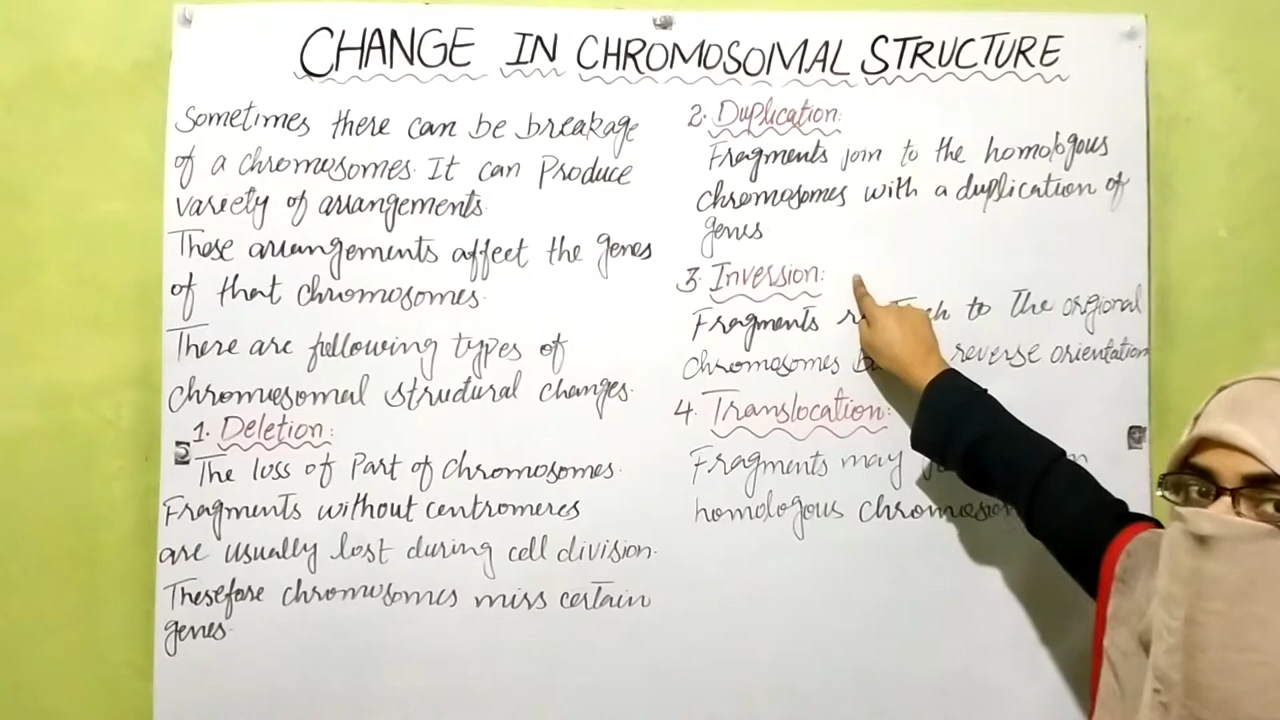 CHANGE IN CHROMOSOMAL STRUCTURE
Sometimes there can be breakage
of a chromosomes. It can Produce
variety of arrangements.
These arrangements affect the genes
of that chromosomes.
There are following types of
chromosomal structural changes.
1. Deletion:
The loss of Part of chromosomes.
Fragments without centromeres
are usually lost during cell division.
Therefore chromosomes miss certain
genes.
2. Duplication:
Fragments join to the homologous
chromosomes with a duplication of
genes
3. Inversion:
Fragments to The orgional
chromosomes reverse orientation
4. Translocation:
Fragments may
homologous